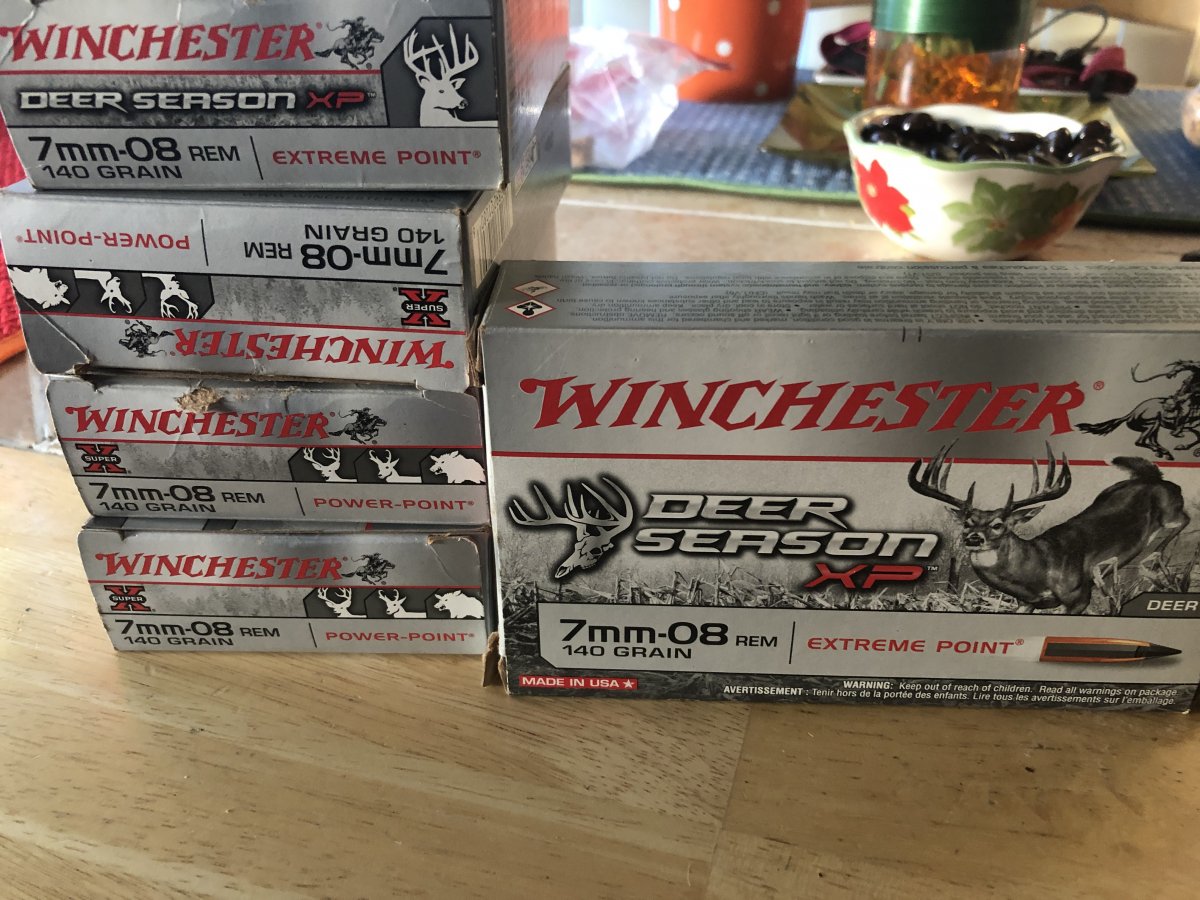 WINCHESTER
DEER SEASON XP™
7mm-08 REM
140 GRAIN
EXTREME POINT®
7mm-08 REM
140 GRAIN
POWER-POINT®
SUPER X
WINCHESTER®
WINCHESTER
SUPER X
7mm-08 REM
140 GRAIN
POWER-POINT®
WINCHESTER
SUPER X
7mm-08 REM
140 GRAIN
POWER-POINT®
WINCHESTER®
DEER
SEASON
XP™
DEER
7mm-08 REM
140 GRAIN
EXTREME POINT®
MADE IN USA
WARNING: Keep out of reach of children. Read all warnings on package
AVERTISSEMENT : Tenir hors de la portée des enfants. Lire tous les avertissements sur l'emballage.